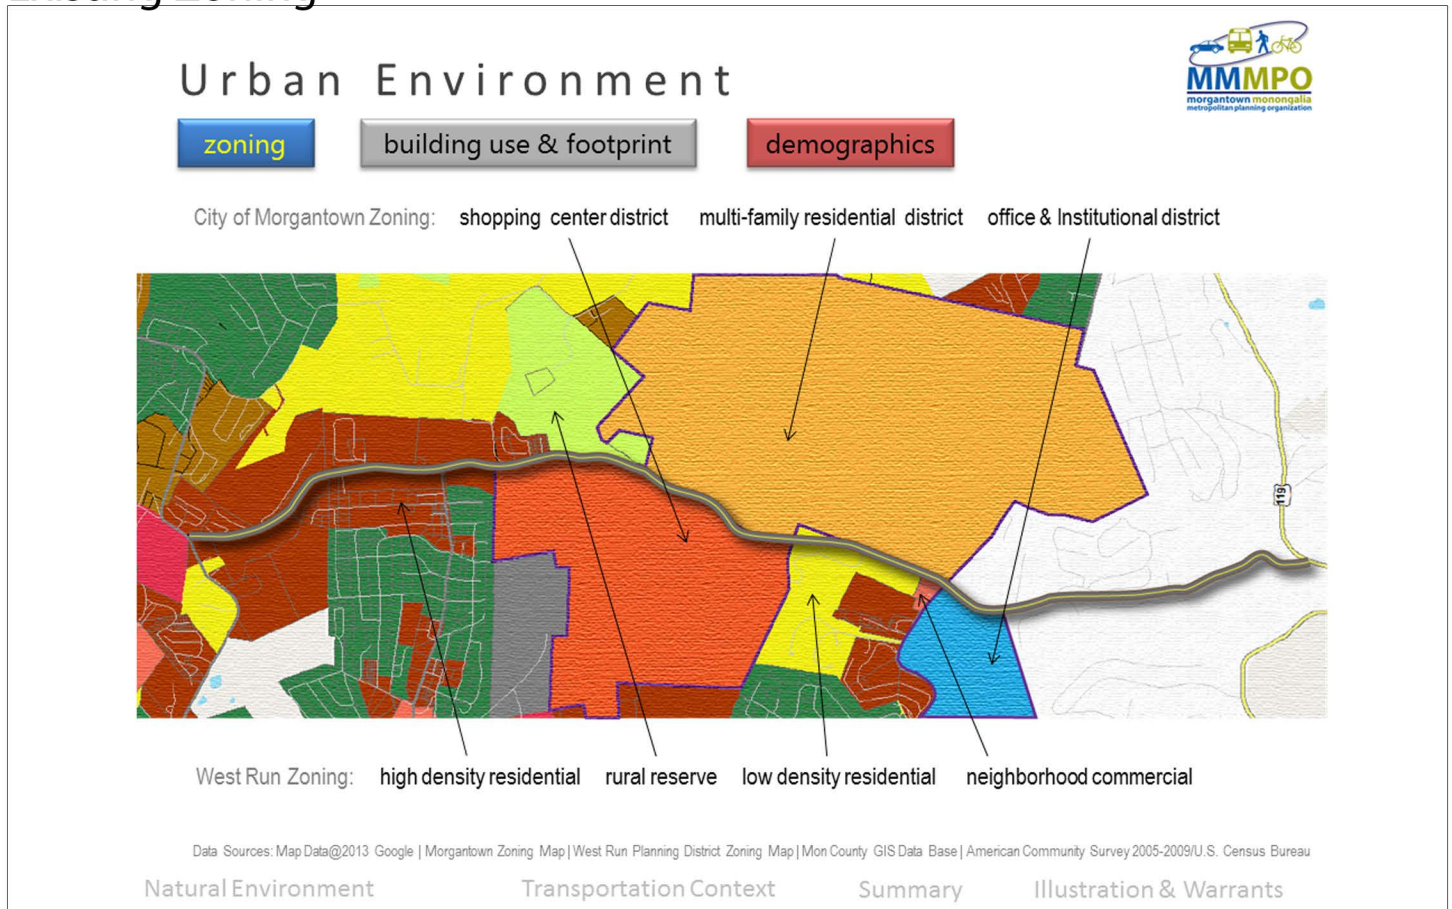 Existing Zoning
Urban Environment
MMMPO
morgantown monongalia
metropolitan planning organization
zoning
building use & footprint
demographics
City of Morgantown Zoning: shopping center district multi-family residential district office & Institutional district
119
West Run Zoning: high density residential rural reserve low density residential neighborhood commercial
Data Sources: Map Data@2013 Google | Morgantown Zoning Map | West Run Planning District Zoning Map | Mon County GIS Data Base | American Community Survey 2005-2009/U.S. Census Bureau
Natural Environment Transportation Context Summary Illustration & Warrants